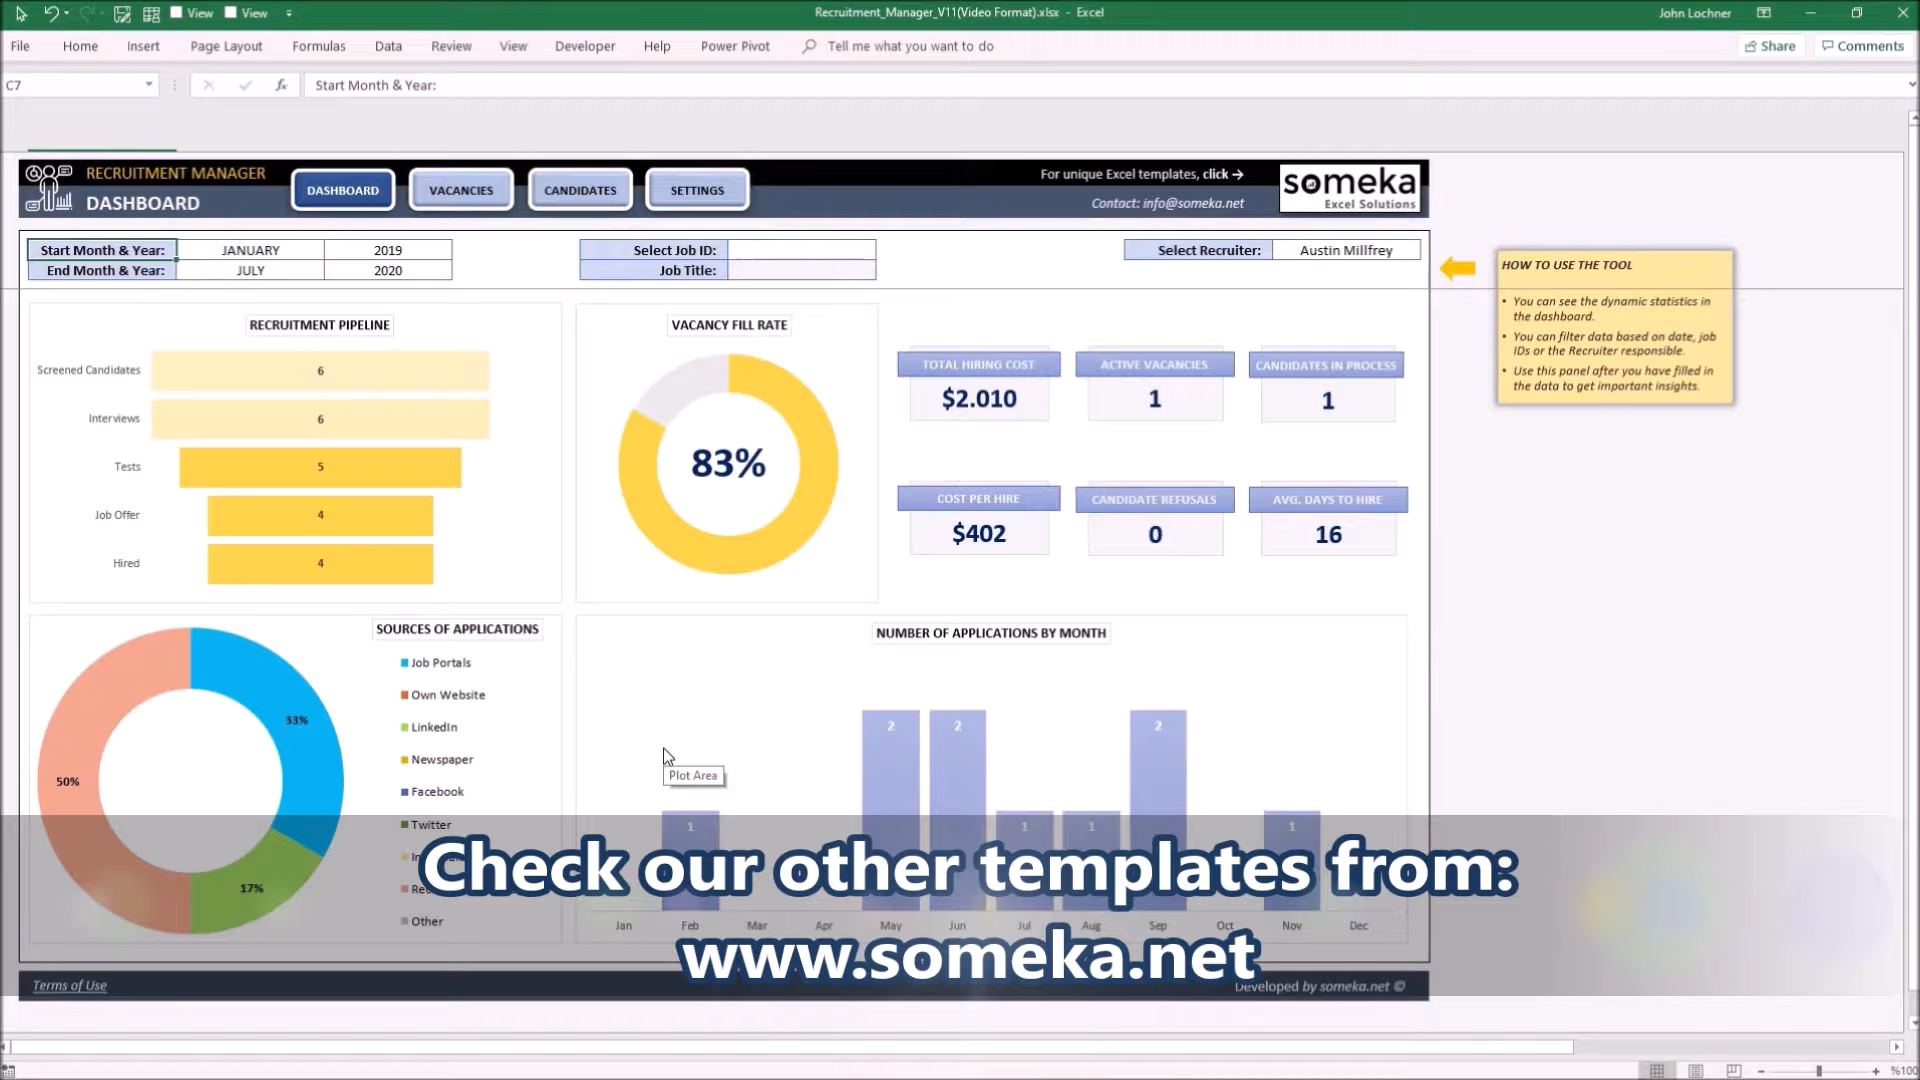 View
View
Recruitment_Manager_V11(Video Format).xlsx - Excel
John Lochner
File
Home
Insert
Page Layout
Formulas
Data
Review
View
Developer
Help
Power Pivot
Tell me what you want to do
Share
Comments
C7
fx
Start Month & Year:
RECRUITMENT MANAGER
DASHBOARD
DASHBOARD
VACANCIES
CANDIDATES
SETTINGS
For unique Excel templates, click →
Contact: info@someka.net
someka
Excel Solutions
Start Month & Year: JANUARY 2019
End Month & Year: JULY 2020
Select Job ID:
Job Title:
Select Recruiter: Austin Millfrey
HOW TO USE THE TOOL
• You can see the dynamic statistics in
the dashboard.
• You can filter data based on date, job
IDs or the Recruiter responsible.
• Use this panel after you have filled in
the data to get important insights.
RECRUITMENT PIPELINE
Screened Candidates 6
Interviews 6
Tests 5
Job Offer 4
Hired 4
VACANCY FILL RATE
83%
TOTAL HIRING COST
$2.010
ACTIVE VACANCIES
1
CANDIDATES IN PROCESS
1
COST PER HIRE
$402
CANDIDATE REFUSALS
0
AVG. DAYS TO HIRE
16
SOURCES OF APPLICATIONS
33%
50%
17%
Job Portals
Own Website
LinkedIn
Newspaper
Facebook
Twitter
Other
NUMBER OF APPLICATIONS BY MONTH
1
2
2
1
1
2
1
Plot Area
Jan
Feb
Mar
Apr
May
Jun
Jul
Aug
Sep
Oct
Nov
Dec
Check our other templates from:
www.someka.net
Terms of Use
Developed by someka.net ©
%100